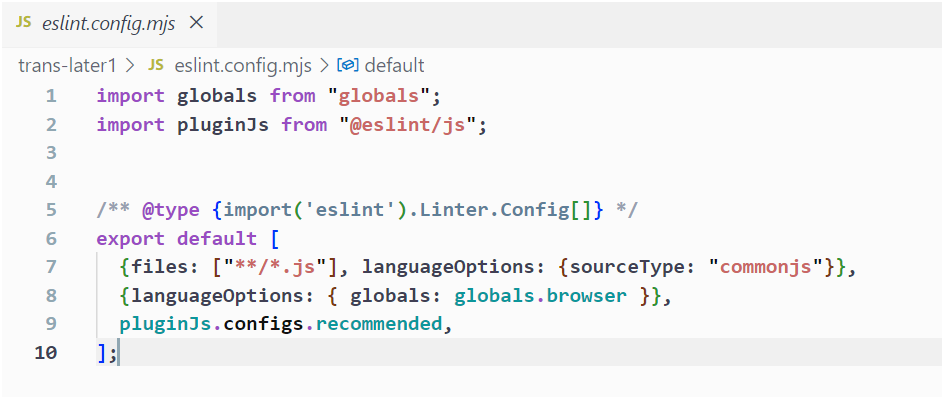 JS eslint.config.mjs ×
trans-later1 > JS eslint.config.mjs > default
1 import globals from "globals";
2 import pluginJs from "@eslint/js";
3
4
5 /** @type {import('eslint').Linter.Config[]} */
6 export default [
7   {files: ["**/*.js"], languageOptions: {sourceType: "commonjs"}},
8   {languageOptions: { globals: globals.browser }},
9   pluginJs.configs.recommended,
10 ];